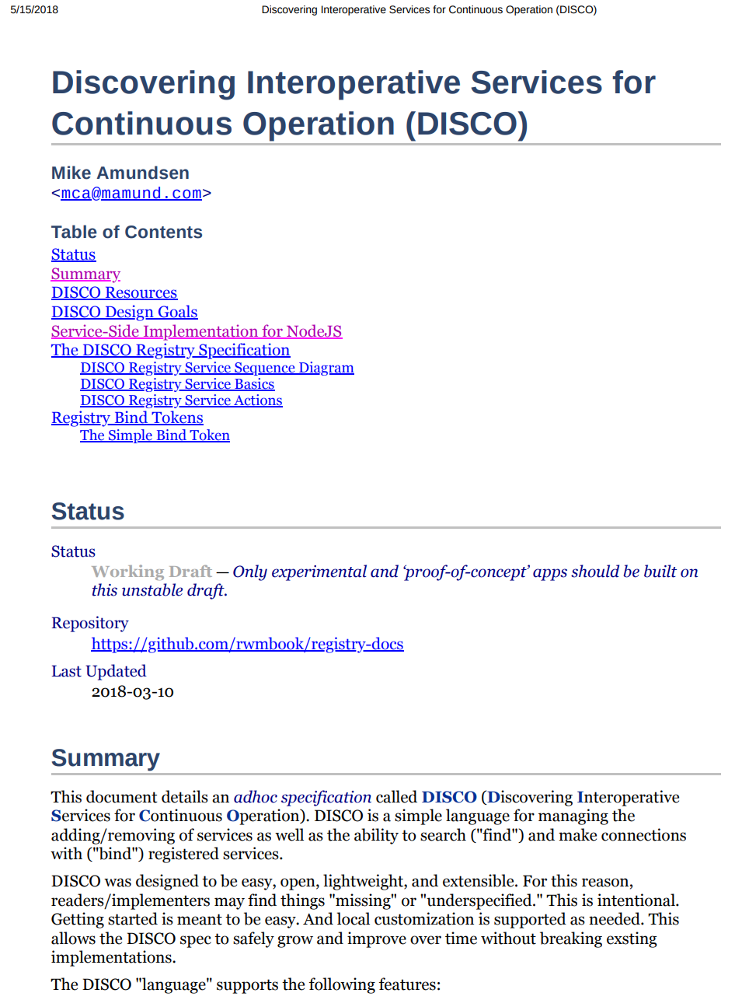 5/15/2018 Discovering Interoperative Services for Continuous Operation (DISCO)
Discovering Interoperative Services for
Continuous Operation (DISCO)
Mike Amundsen
<mca@mamund.com>
Table of Contents
Status
Summary
DISCO Resources
DISCO Design Goals
Service-Side Implementation for NodeJS
The DISCO Registry Specification
DISCO Registry Service Sequence Diagram
DISCO Registry Service Basics
DISCO Registry Service Actions
Registry Bind Tokens
The Simple Bind Token
Status
Status
Working Draft — Only experimental and ‘proof-of-concept’ apps should be built on
this unstable draft.
Repository
https://github.com/rwmbook/registry-docs
Last Updated
2018-03-10
Summary
This document details an adhoc specification called DISCO (Discovering Interoperative
Services for Continuous Operation). DISCO is a simple language for managing the
adding/removing of services as well as the ability to search ("find") and make connections
with ("bind") registered services.
DISCO was designed to be easy, open, lightweight, and extensible. For this reason,
readers/implementers may find things "missing" or "underspecified." This is intentional.
Getting started is meant to be easy. And local customization is supported as needed. This
allows the DISCO spec to safely grow and improve over time without breaking exsting
implementations.
The DISCO "language" supports the following features: